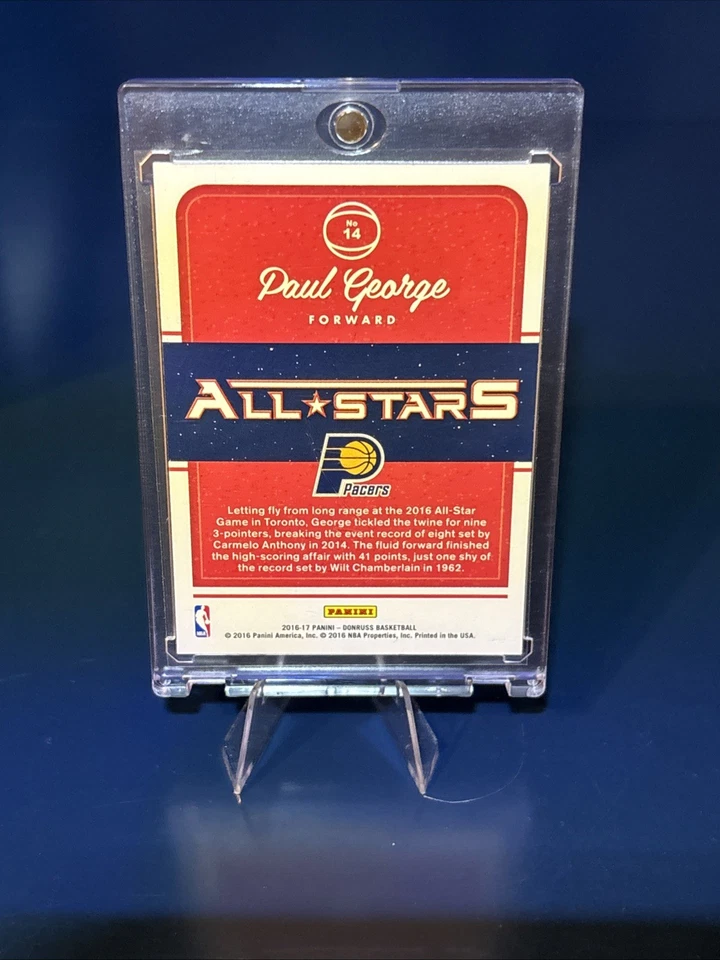 No
14
Paul George
FORWARD
ALL★STARS
Pacers
Letting fly from long range at the 2016 All-Star
Game in Toronto, George tickled the twine for nine
3-pointers, breaking the event record of eight set by
Carmelo Anthony in 2014. The fluid forward finished
the high-scoring affair with 41 points, just one shy of
the record set by Wilt Chamberlain in 1962.
NBA
PANINI
2016-17 PANINI – DONRUSS BASKETBALL
© 2016 Panini America, Inc. © 2016 NBA Properties, Inc. Printed in the USA.